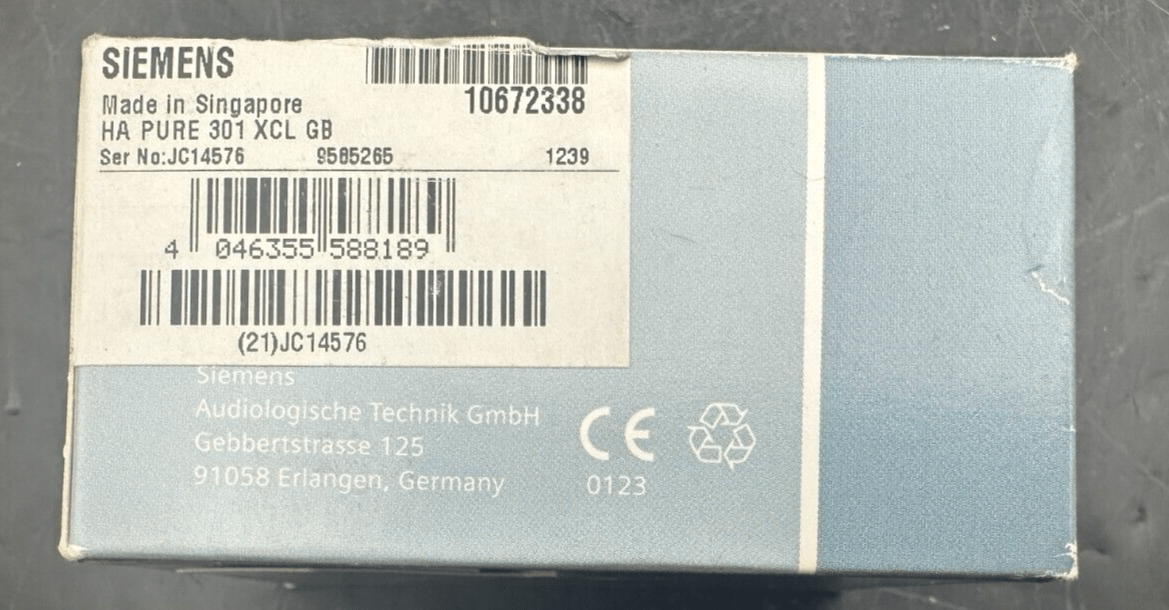 SIEMENS
10672338
Made in Singapore
HA PURE 301 XCL GB
Ser No:JC14576 9585265 1239
4 046355 588189
(21)JC14576
Siemens
Audiologische Technik GmbH
Gebbertstrasse 125
91058 Erlangen, Germany
CE
0123